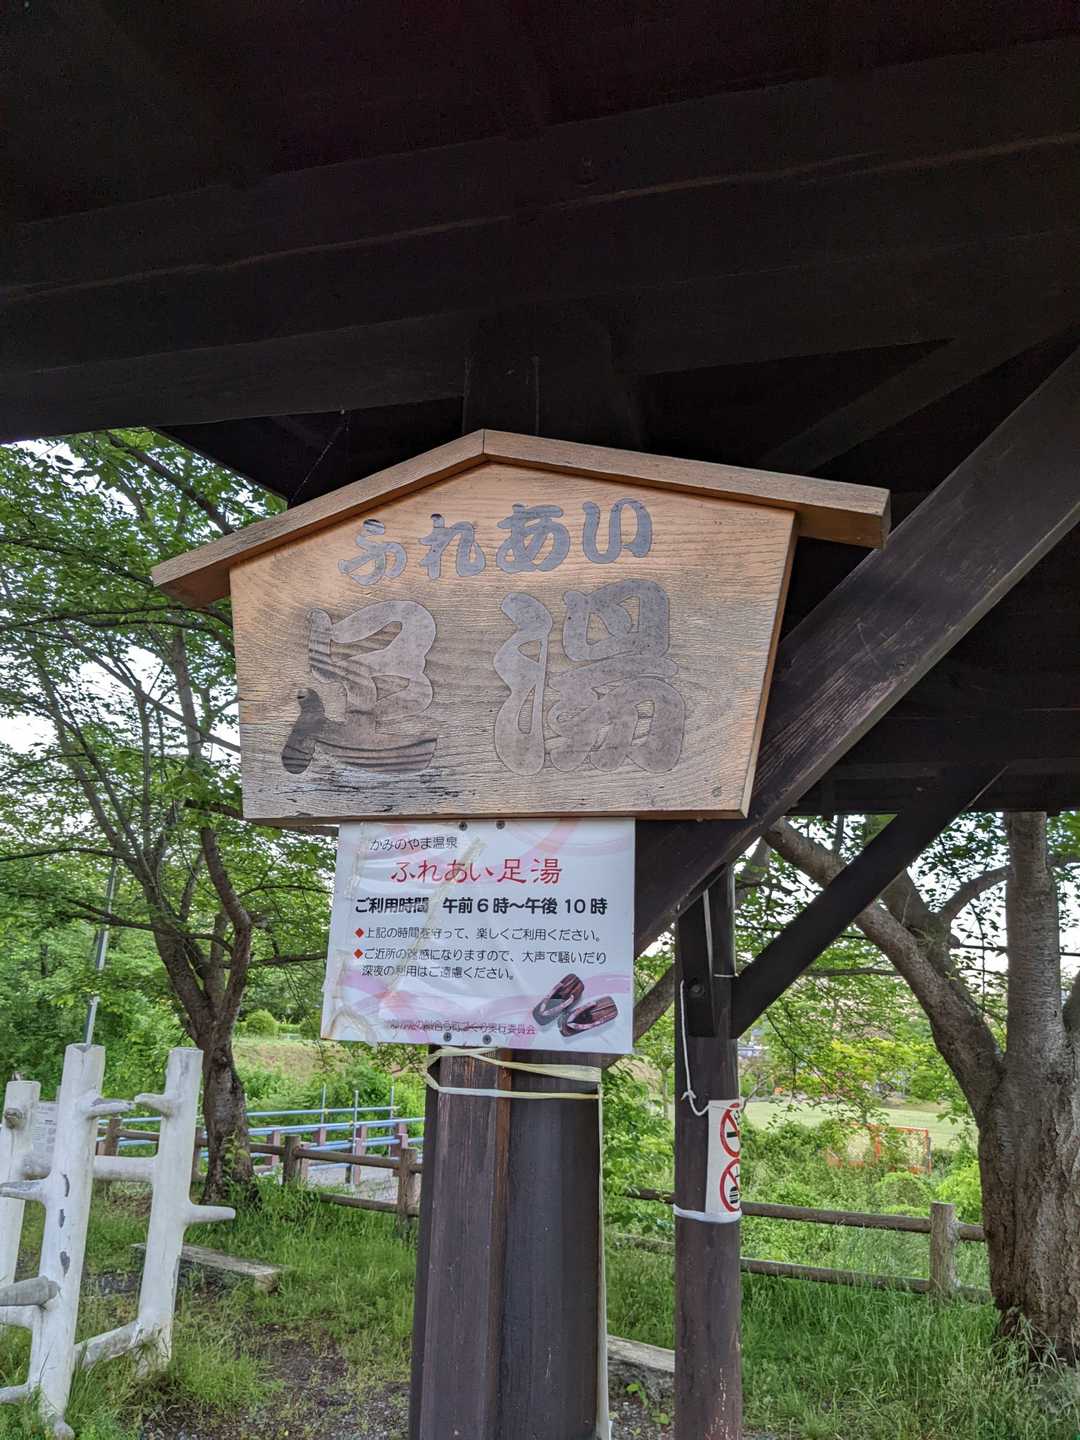 ふれあい
足湯
かみのやま温泉
ふれあい足湯
ご利用時間 午前6時〜午後10時
◆上記の時間を守って、楽しくご利用ください。
◆ご近所の迷惑になりますので、大声で騒いだり
深夜の利用はご遠慮ください。